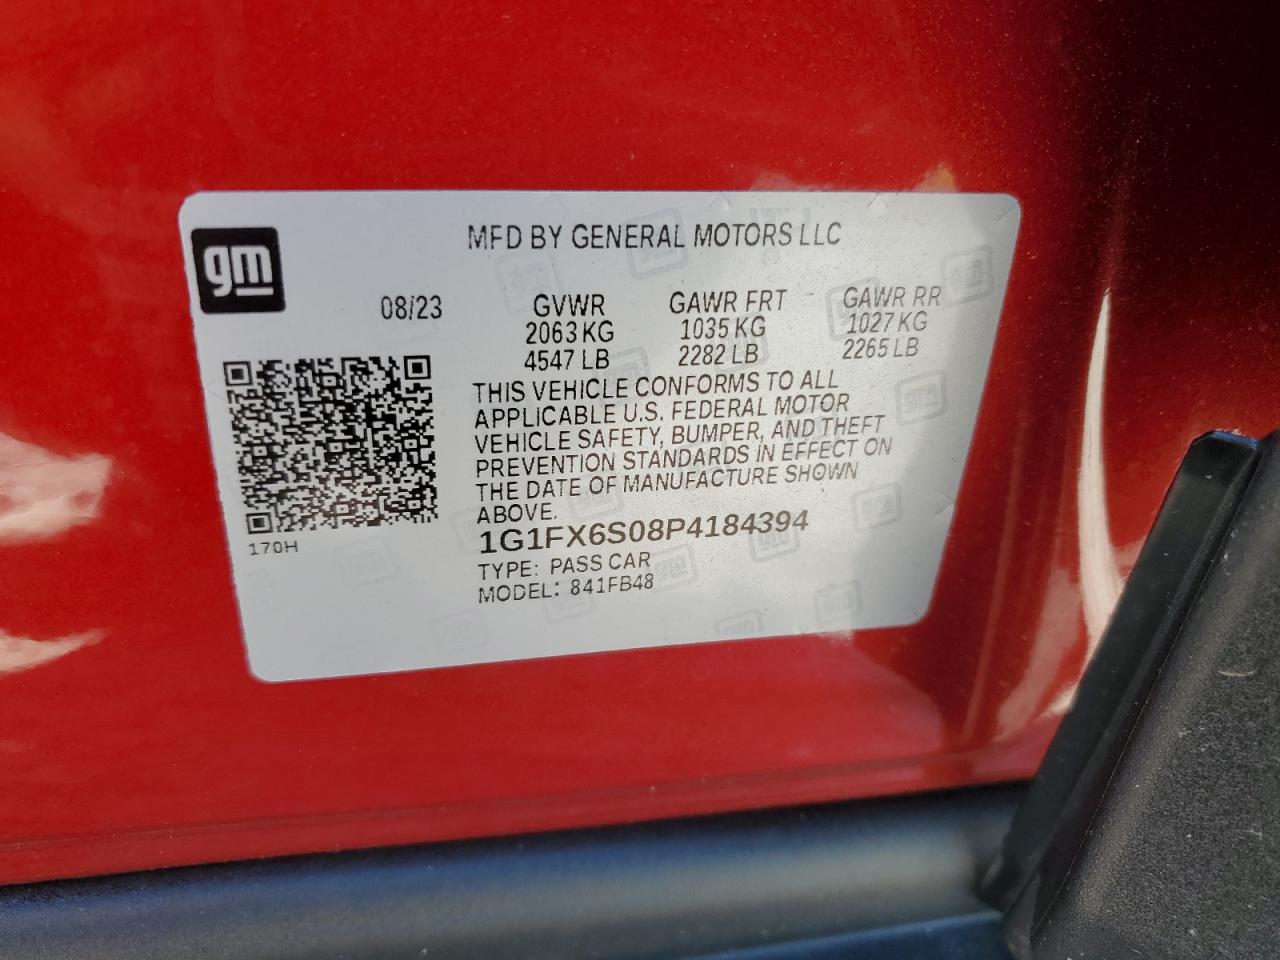 gm
MFD BY GENERAL MOTORS LLC
08/23 GVWR GAWR FRT GAWR RR
2063 KG 1035 KG 1027 KG
4547 LB 2282 LB 2265 LB
THIS VEHICLE CONFORMS TO ALL
APPLICABLE U.S. FEDERAL MOTOR
VEHICLE SAFETY, BUMPER, AND THEFT
PREVENTION STANDARDS IN EFFECT ON
THE DATE OF MANUFACTURE SHOWN
ABOVE.
170H
1G1FX6S08P4184394
TYPE: PASS CAR
MODEL: 841FB48